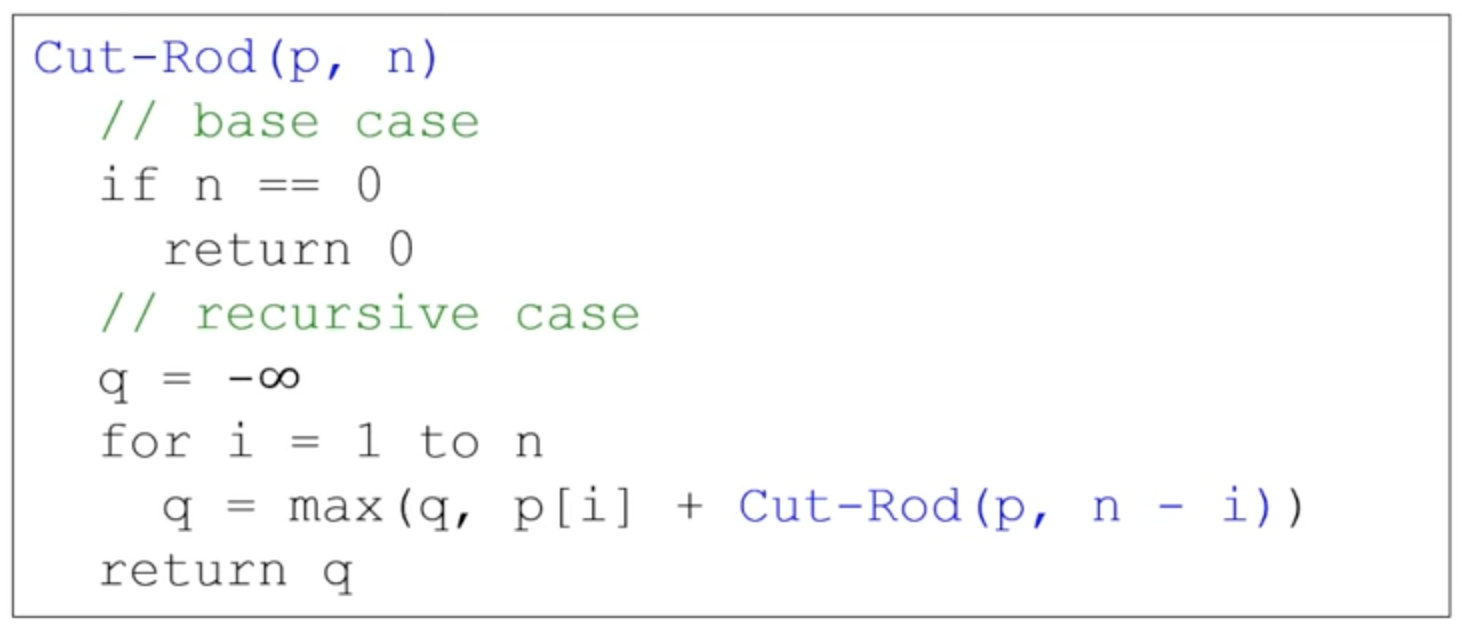 Cut-Rod(p, n)
// base case
if n == 0
return 0
// recursive case
q = -∞
for i = 1 to n
q = max(q, p[i] + Cut-Rod(p, n - i))
return q